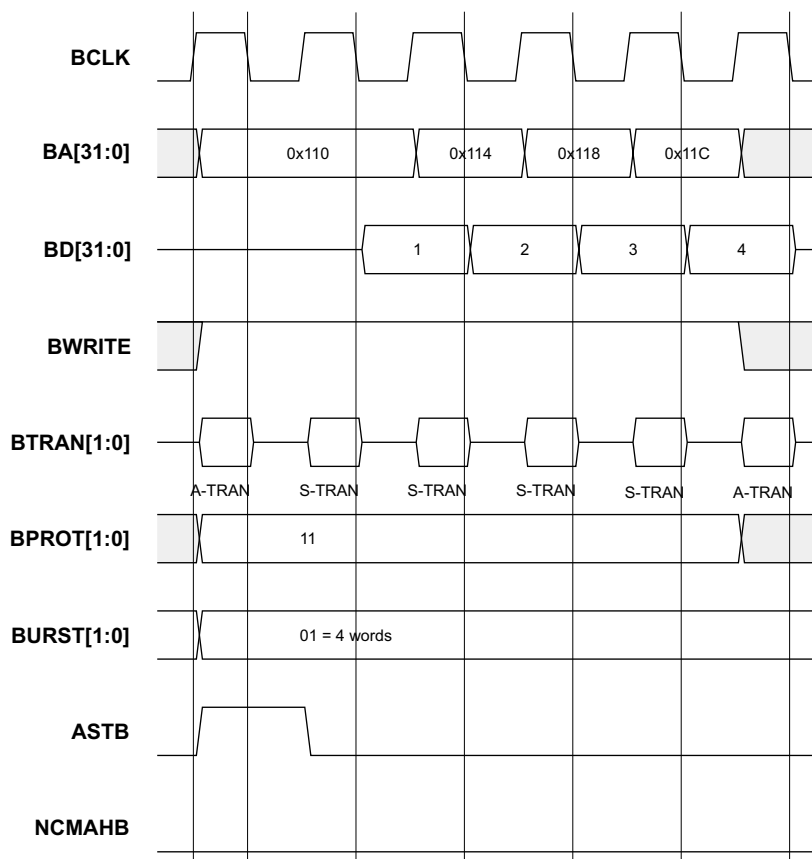 BCLK
BA[31:0] 0x110 0x114 0x118 0x11C
BD[31:0] 1 2 3 4
BWRITE
BTRAN[1:0]
A-TRAN S-TRAN S-TRAN S-TRAN S-TRAN A-TRAN
BPROT[1:0] 11
BURST[1:0] 01 = 4 words
ASTB
NCMAHB